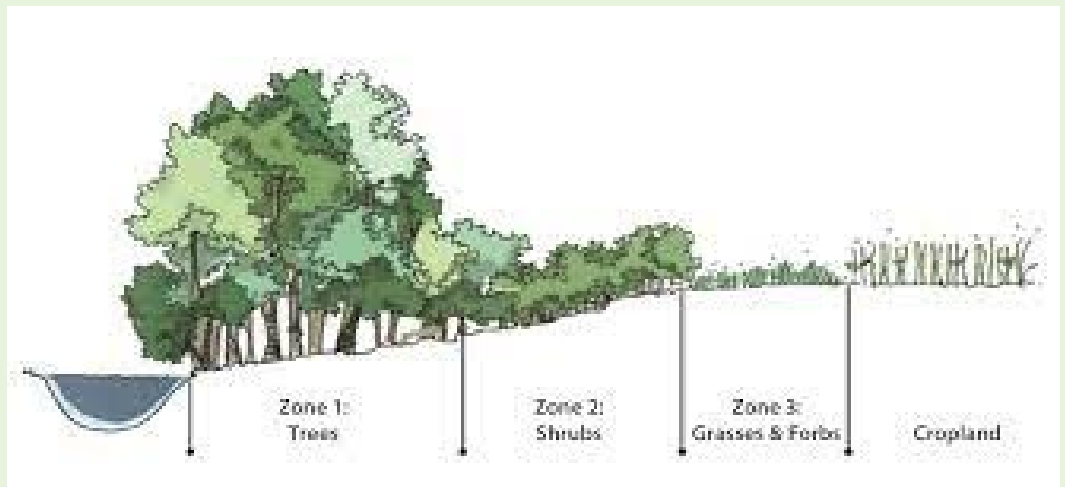 Zone 1:
Trees
Zone 2:
Shrubs
Zone 3:
Grasses & Forbs
Cropland